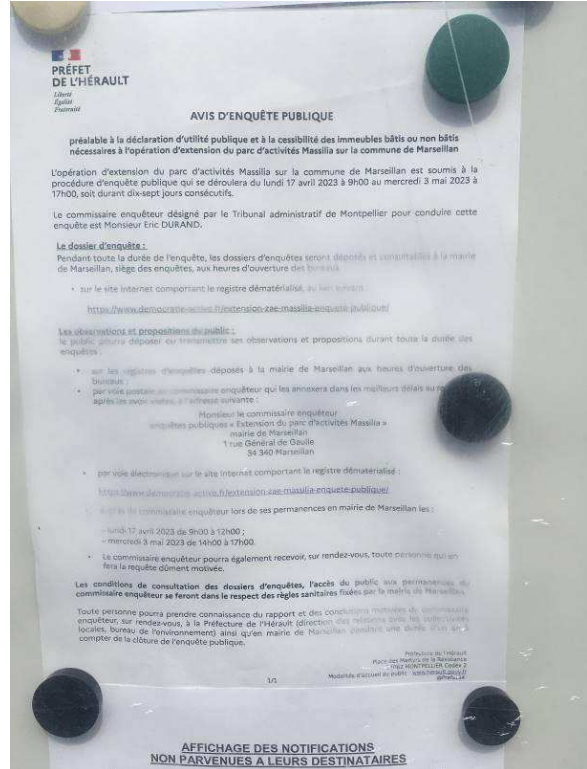 PRÉFET
DE L'HÉRAULT
Liberté
Égalité
Fraternité
AVIS D'ENQUÊTE PUBLIQUE
préalable à la déclaration d'utilité publique et à la cessibilité des immeubles bâtis ou non bâtis
nécessaires à l'opération d'extension du parc d'activités Massilia sur la commune de Marseillan
L'opération d'extension du parc d'activités Massilia sur la commune de Marseillan est soumis à la
procédure d'enquête publique qui se déroulera du lundi 17 avril 2023 à 9h00 au mercredi 3 mai 2023 à
17h00, soit durant dix-sept jours consécutifs.
Le commissaire enquêteur désigné par le Tribunal administratif de Montpellier pour conduire cette
enquête est Monsieur Eric DURAND.
Le dossier d'enquête :
Pendant toute la durée de l'enquête, les dossiers d'enquêtes seront déposés et consultables à la mairie
de Marseillan, siège des enquêtes, aux heures d'ouverture des bureaux
• sur le site internet comportant le registre dématérialisé, au lien suivant :
https://www.democratie-active.fr/extension-zae-massilia-enquete-publique/
Les observations et propositions du public :
le public pourra déposer ou transmettre ses observations et propositions durant toute la durée des
enquêtes :
• sur les registres d'enquêtes déposés à la mairie de Marseillan aux heures d'ouverture des
bureaux ;
• par voie postale au commissaire enquêteur qui les annexera dans les meilleurs délais au
après les avoir visées, à l'adresse suivante :
Monsieur le commissaire enquêteur
enquêtes publiques « Extension du parc d'activités Massilia »
mairie de Marseillan
1 rue Général de Gaulle
34 340 Marseillan
• par voie électronique sur le site internet comportant le registre dématérialisé :
https://www.democratie-active.fr/extension-zae-massilia-enquete-publique/
• auprès du commissaire enquêteur lors de ses permanences en mairie de Marseillan les :
– lundi 17 avril 2023 de 9h00 à 12h00 ;
– mercredi 3 mai 2023 de 14h00 à 17h00.
• Le commissaire enquêteur pourra également recevoir, sur rendez-vous, toute personne qui en
fera la requête dûment motivée.
Les conditions de consultation des dossiers d'enquêtes, l'accès du public aux permanences du
commissaire enquêteur se feront dans le respect des règles sanitaires fixées par la mairie de Marseillan.
Toute personne pourra prendre connaissance du rapport et des conclusions motivées du commissaire
enquêteur, sur rendez-vous, à la Préfecture de l'Hérault (direction des relations avec les collectivités
locales, bureau de l'environnement) ainsi qu'en mairie de Marseillan pendant une durée d'un an à
compter de la clôture de l'enquête publique.
Préfecture de l'Hérault
Place des Martyrs de la Résistance
MONTPELLIER Cedex 2
Modalités d'accueil du public : www.herault.gouv.fr
1/1
AFFICHAGE DES NOTIFICATIONS
NON PARVENUES A LEURS DESTINATAIRES